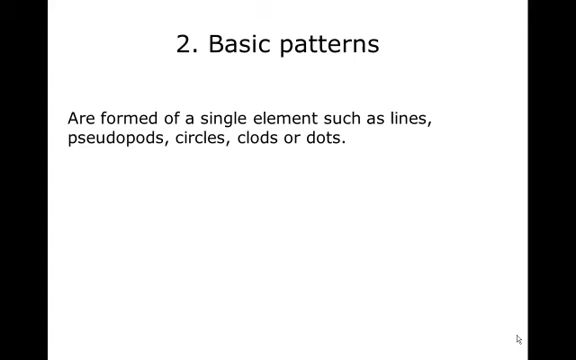 2. Basic patterns
Are formed of a single element such as lines,
pseudopods, circles, clods or dots.